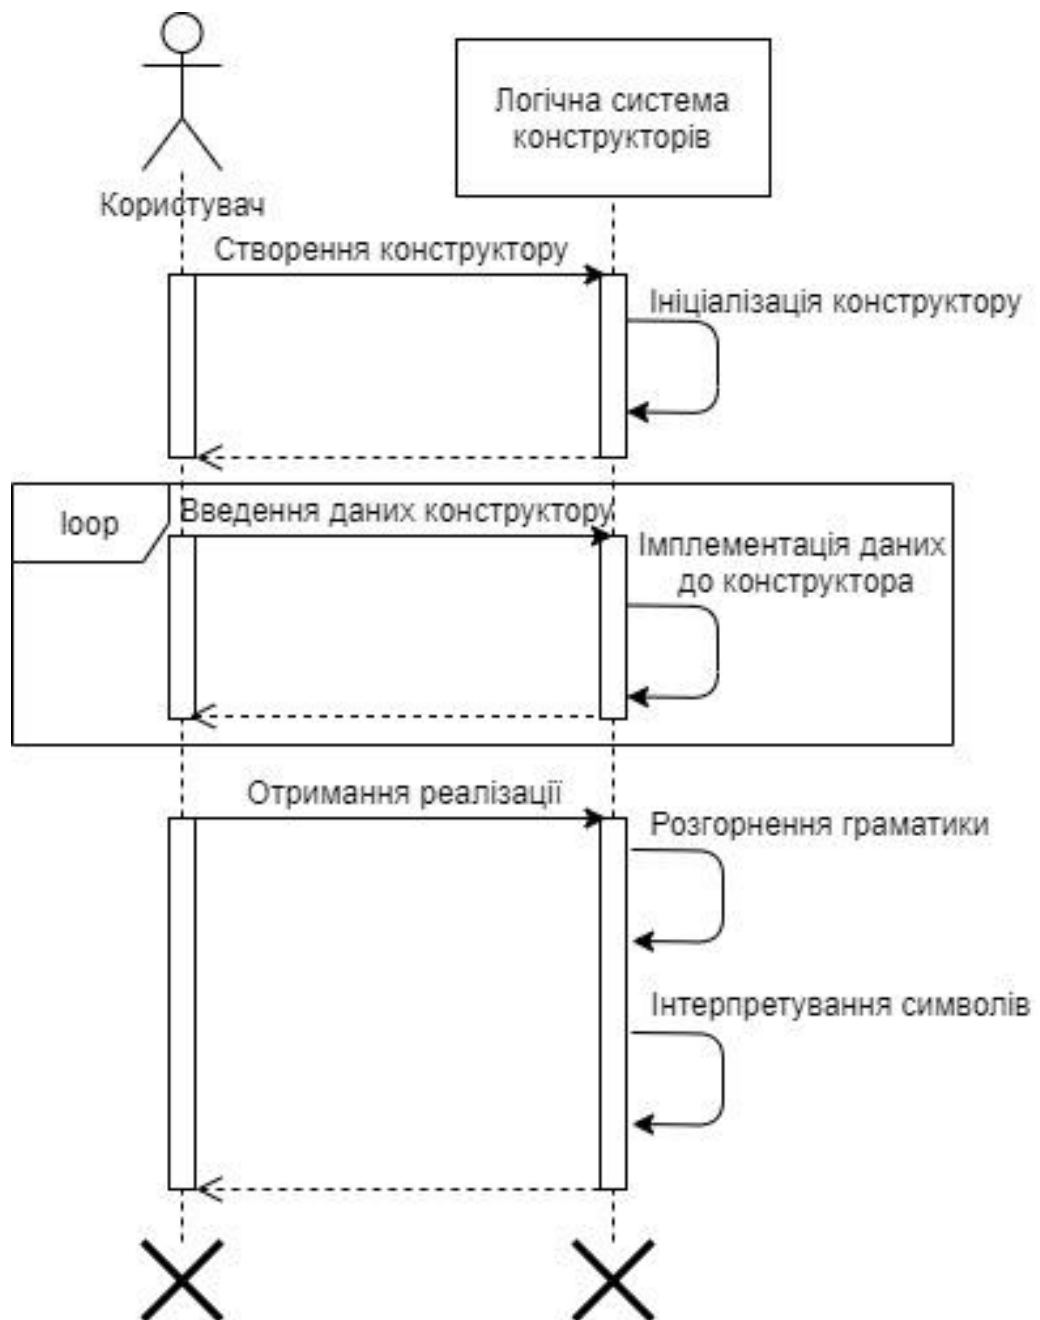 Логічна система
конструкторів
Користувач
Створення конструктору
Ініціалізація конструктору
loop
Введення даних конструктору
Імплементація даних
до конструктора
Отримання реалізації
Розгорнення граматики
Інтерпретування символів